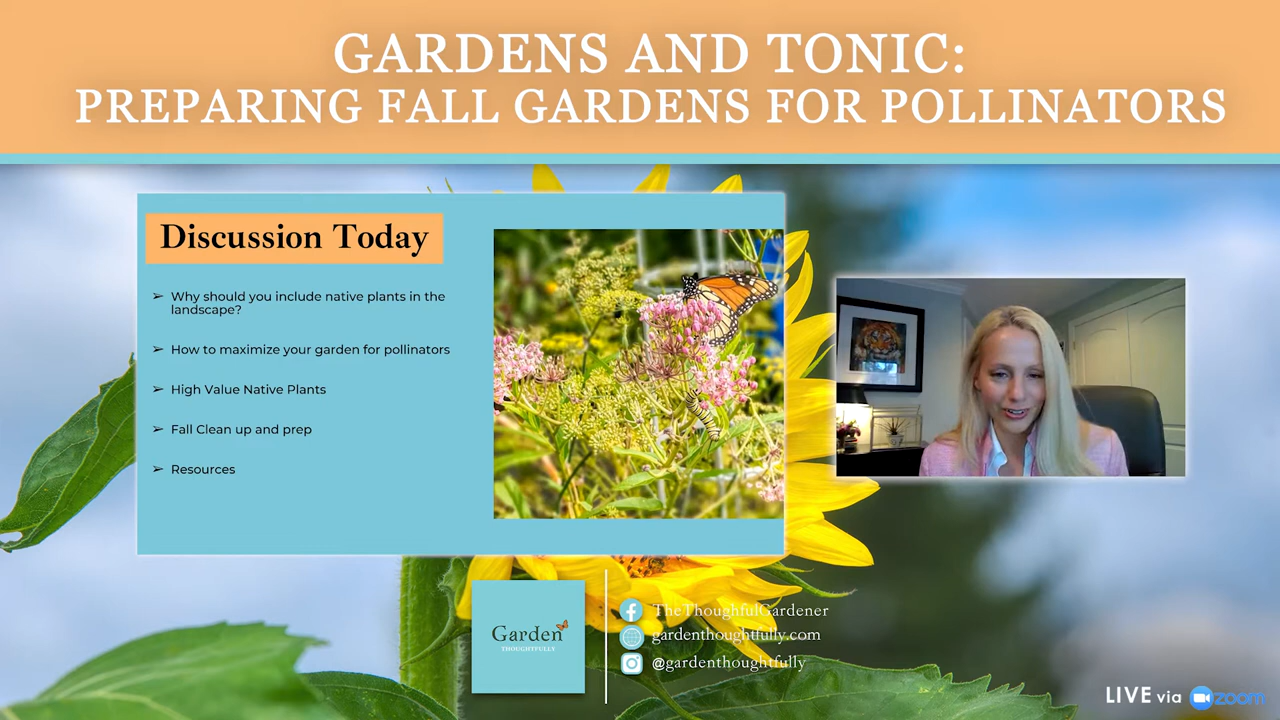 GARDENS AND TONIC:
PREPARING FALL GARDENS FOR POLLINATORS
Discussion Today
➢ Why should you include native plants in the
landscape?
➢ How to maximize your garden for pollinators
➢ High Value Native Plants
➢ Fall Clean up and prep
➢ Resources
Garden
THOUGHTFULLY
TheThoughfulGardener
gardenthoughtfully.com
@gardenthoughtfully
LIVE via zoom